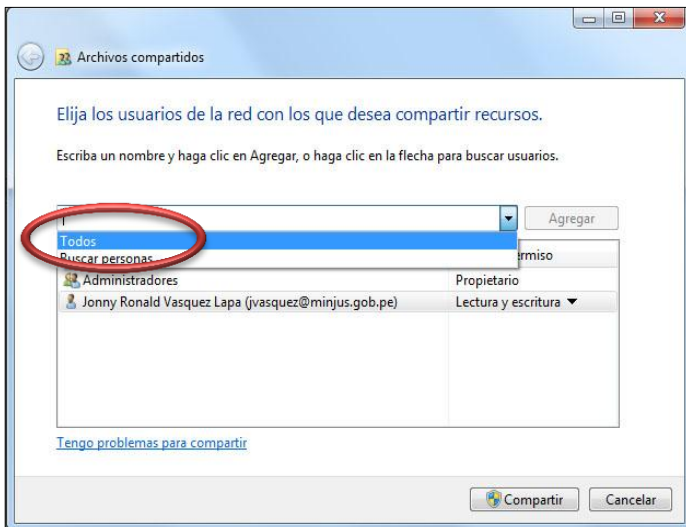 Archivos compartidos
Elija los usuarios de la red con los que desea compartir recursos.
Escriba un nombre y haga clic en Agregar, o haga clic en la flecha para buscar usuarios.
Agregar
Todos
Buscar personas
Administradores Propietario
Jonny Ronald Vasquez Lapa (jvasquez@minjus.gob.pe) Lectura y escritura
Tengo problemas para compartir
Compartir Cancelar